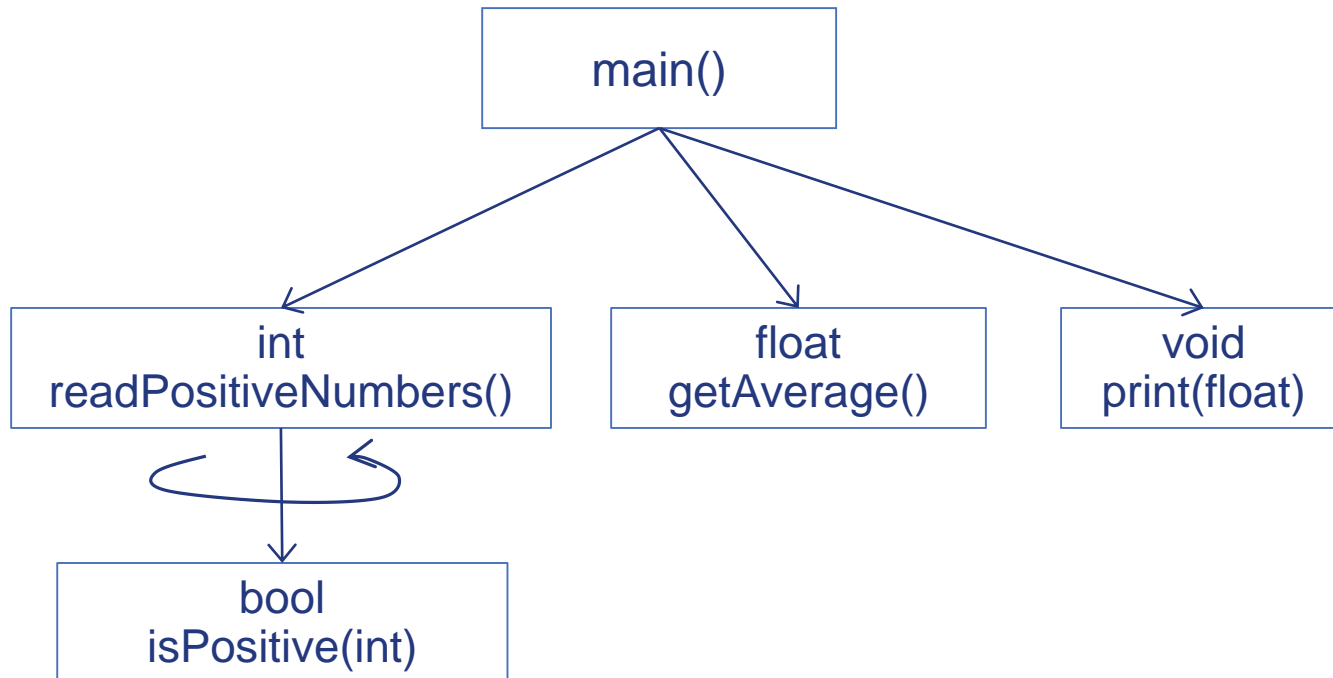 main()
int
readPositiveNumbers()
float
getAverage()
void
print(float)
bool
isPositive(int)